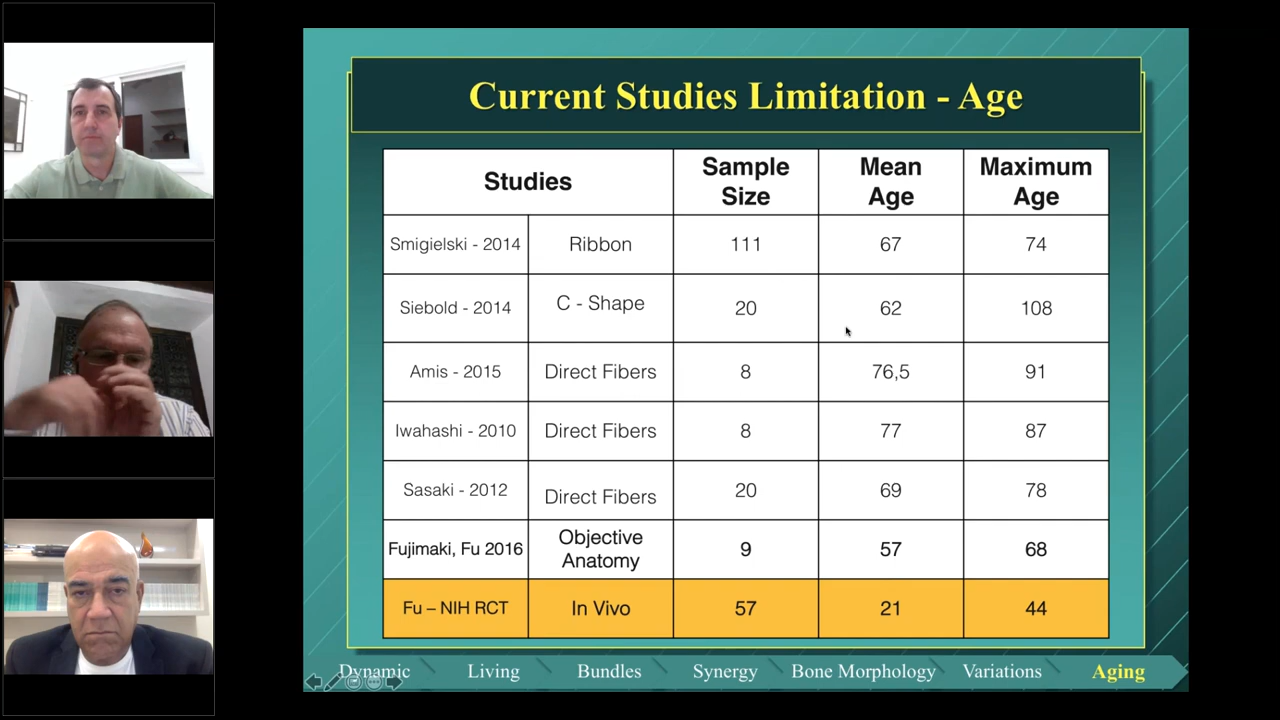 Current Studies Limitation - Age
Studies
Sample
Size
Mean
Age
Maximum
Age
Smigielski - 2014
Ribbon
111
67
74
Siebold - 2014
C - Shape
20
62
108
Amis - 2015
Direct Fibers
8
76,5
91
Iwahashi - 2010
Direct Fibers
8
77
87
Sasaki - 2012
Direct Fibers
20
69
78
Fujimaki, Fu 2016
Objective
Anatomy
9
57
68
Fu – NIH RCT
In Vivo
57
21
44
Dynamic
Living
Bundles
Synergy
Bone Morphology
Variations
Aging